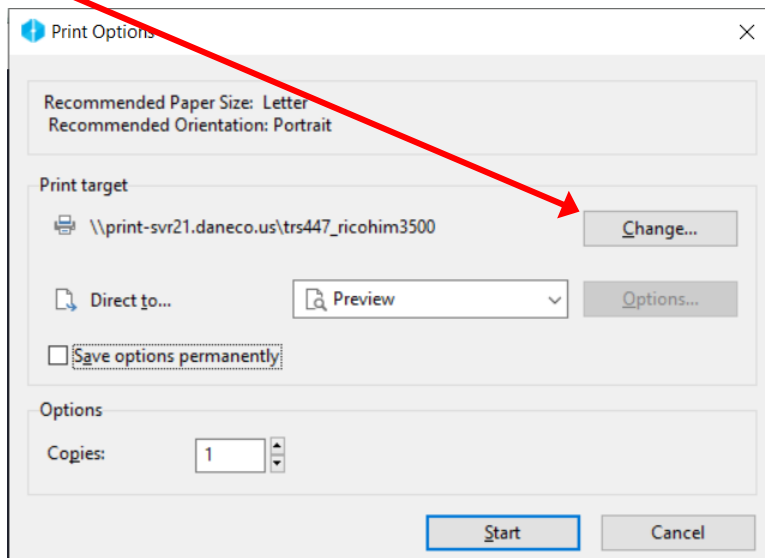 Print Options
Recommended Paper Size: Letter
Recommended Orientation: Portrait
Print target
\\print-svr21.daneco.us\trs447_ricohim3500
Change...
Direct to...
Preview
Options...
Save options permanently
Options
Copies:
1
Start
Cancel